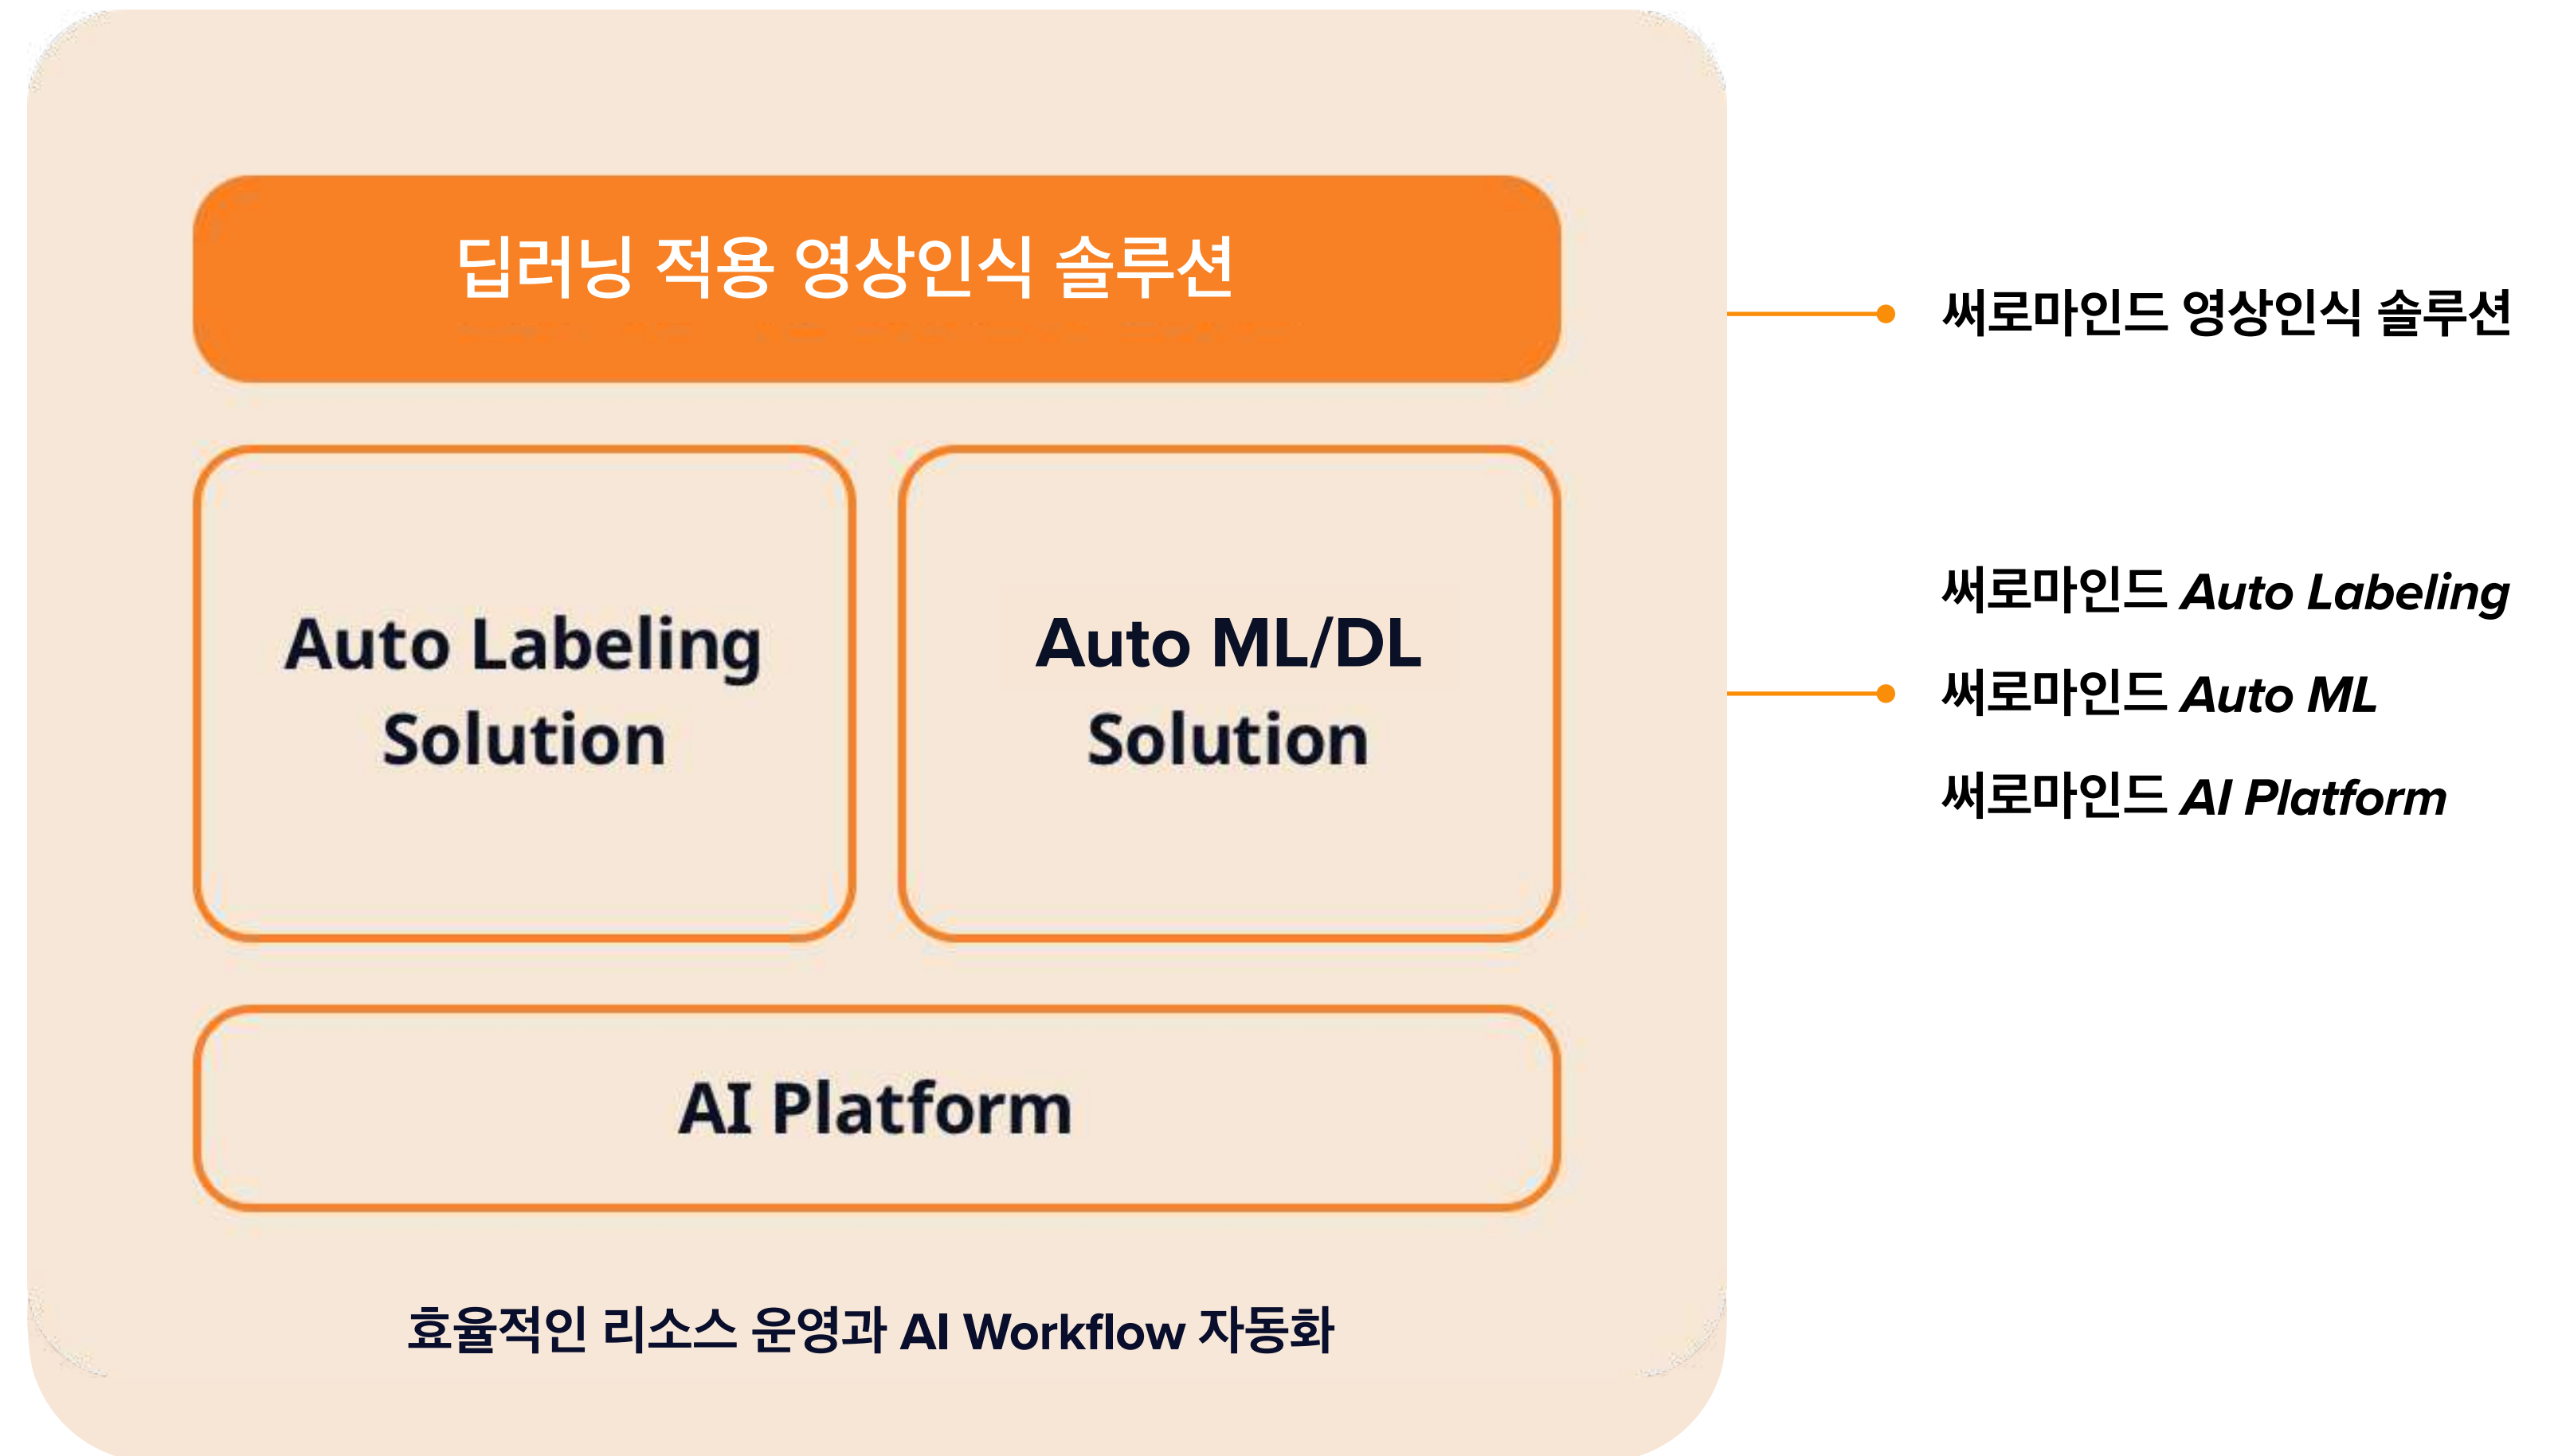 딥러닝 적용 영상인식 솔루션
Auto Labeling
Solution
Auto ML/DL
Solution
AI Platform
효율적인 리소스 운영과 AI Workflow 자동화
써로마인드 영상인식 솔루션
써로마인드 Auto Labeling
써로마인드 Auto ML
써로마인드 AI Platform